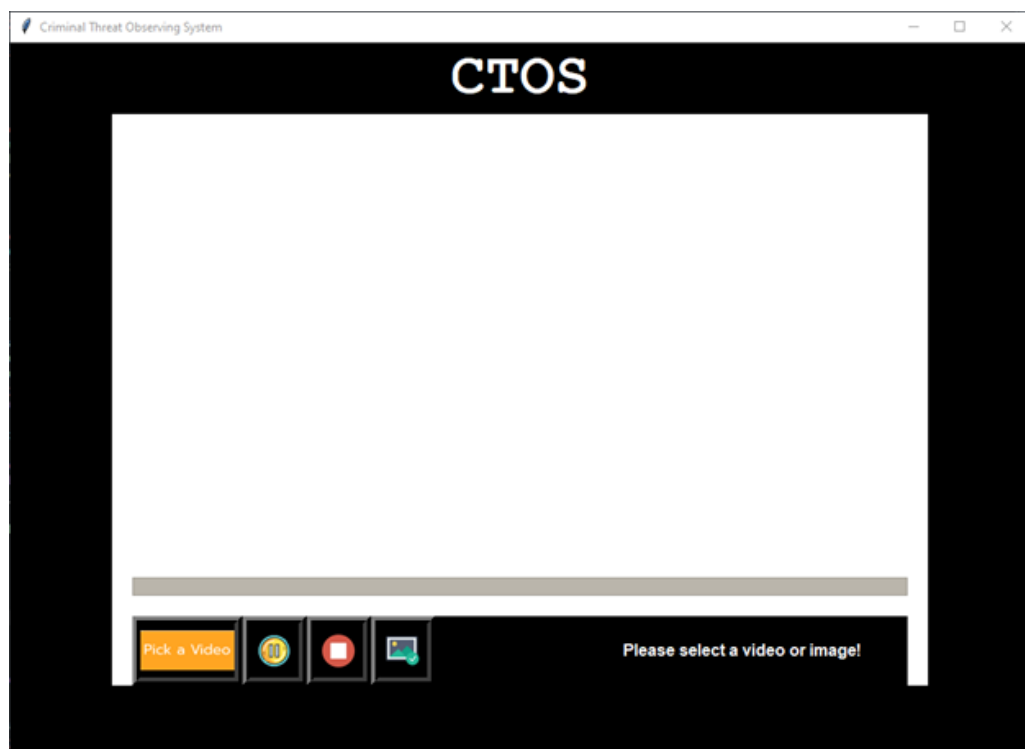 Criminal Threat Observing System
CTOS
Pick a Video
Please select a video or image!